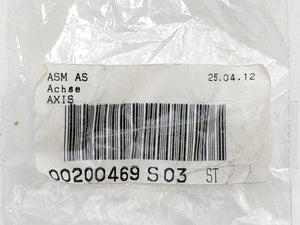 ASM AS 25.04.12
Achse
AXIS
00200469 S 03 ST